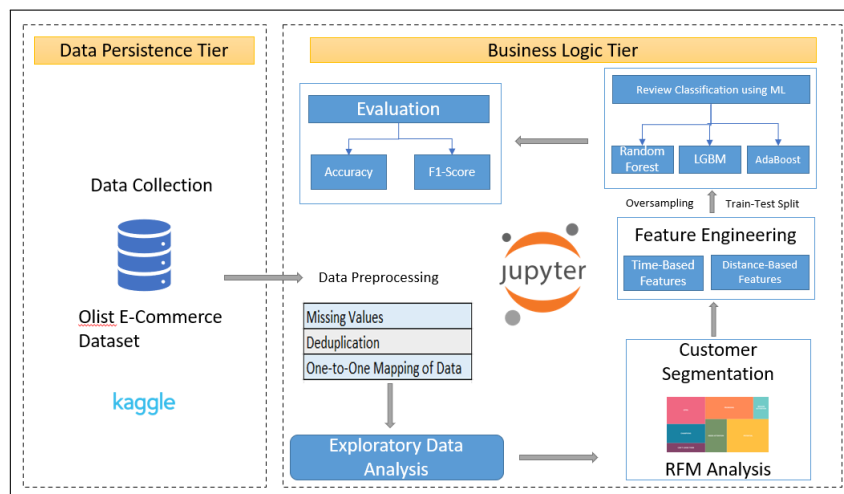 Data Persistence Tier
Data Collection
Olist E-Commerce
Dataset
kaggle
Business Logic Tier
Evaluation
Accuracy
F1-Score
Review Classification using ML
Random
Forest
LGBM
AdaBoost
Oversampling
Train-Test Split
Feature Engineering
Time-Based
Features
Distance-Based
Features
jupyter
Data Preprocessing
Missing Values
Deduplication
One-to-One Mapping of Data
Exploratory Data
Analysis
Customer
Segmentation
RFM Analysis